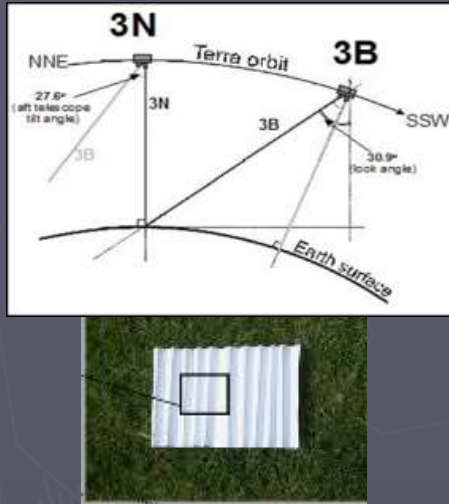 3N
3B
NNE
Terra orbit
27.6°
(aft telescope
tilt angle)
3N
3B
3B
SSW
30.9°
(look angle)
Earth surface